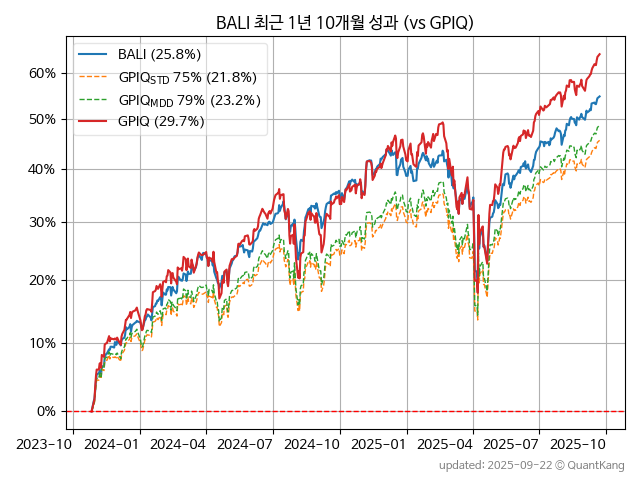 BALI 최근 1년 10개월 성과 (vs GPIQ)
BALI (25.8%)
GPIQSTD 75% (21.8%)
GPIQMDD 79% (23.2%)
GPIQ (29.7%)
60%
50%
40%
30%
20%
10%
0%
2023-10 2024-01 2024-04 2024-07 2024-10 2025-01 2025-04 2025-07 2025-10
updated: 2025-09-22 © QuantKang